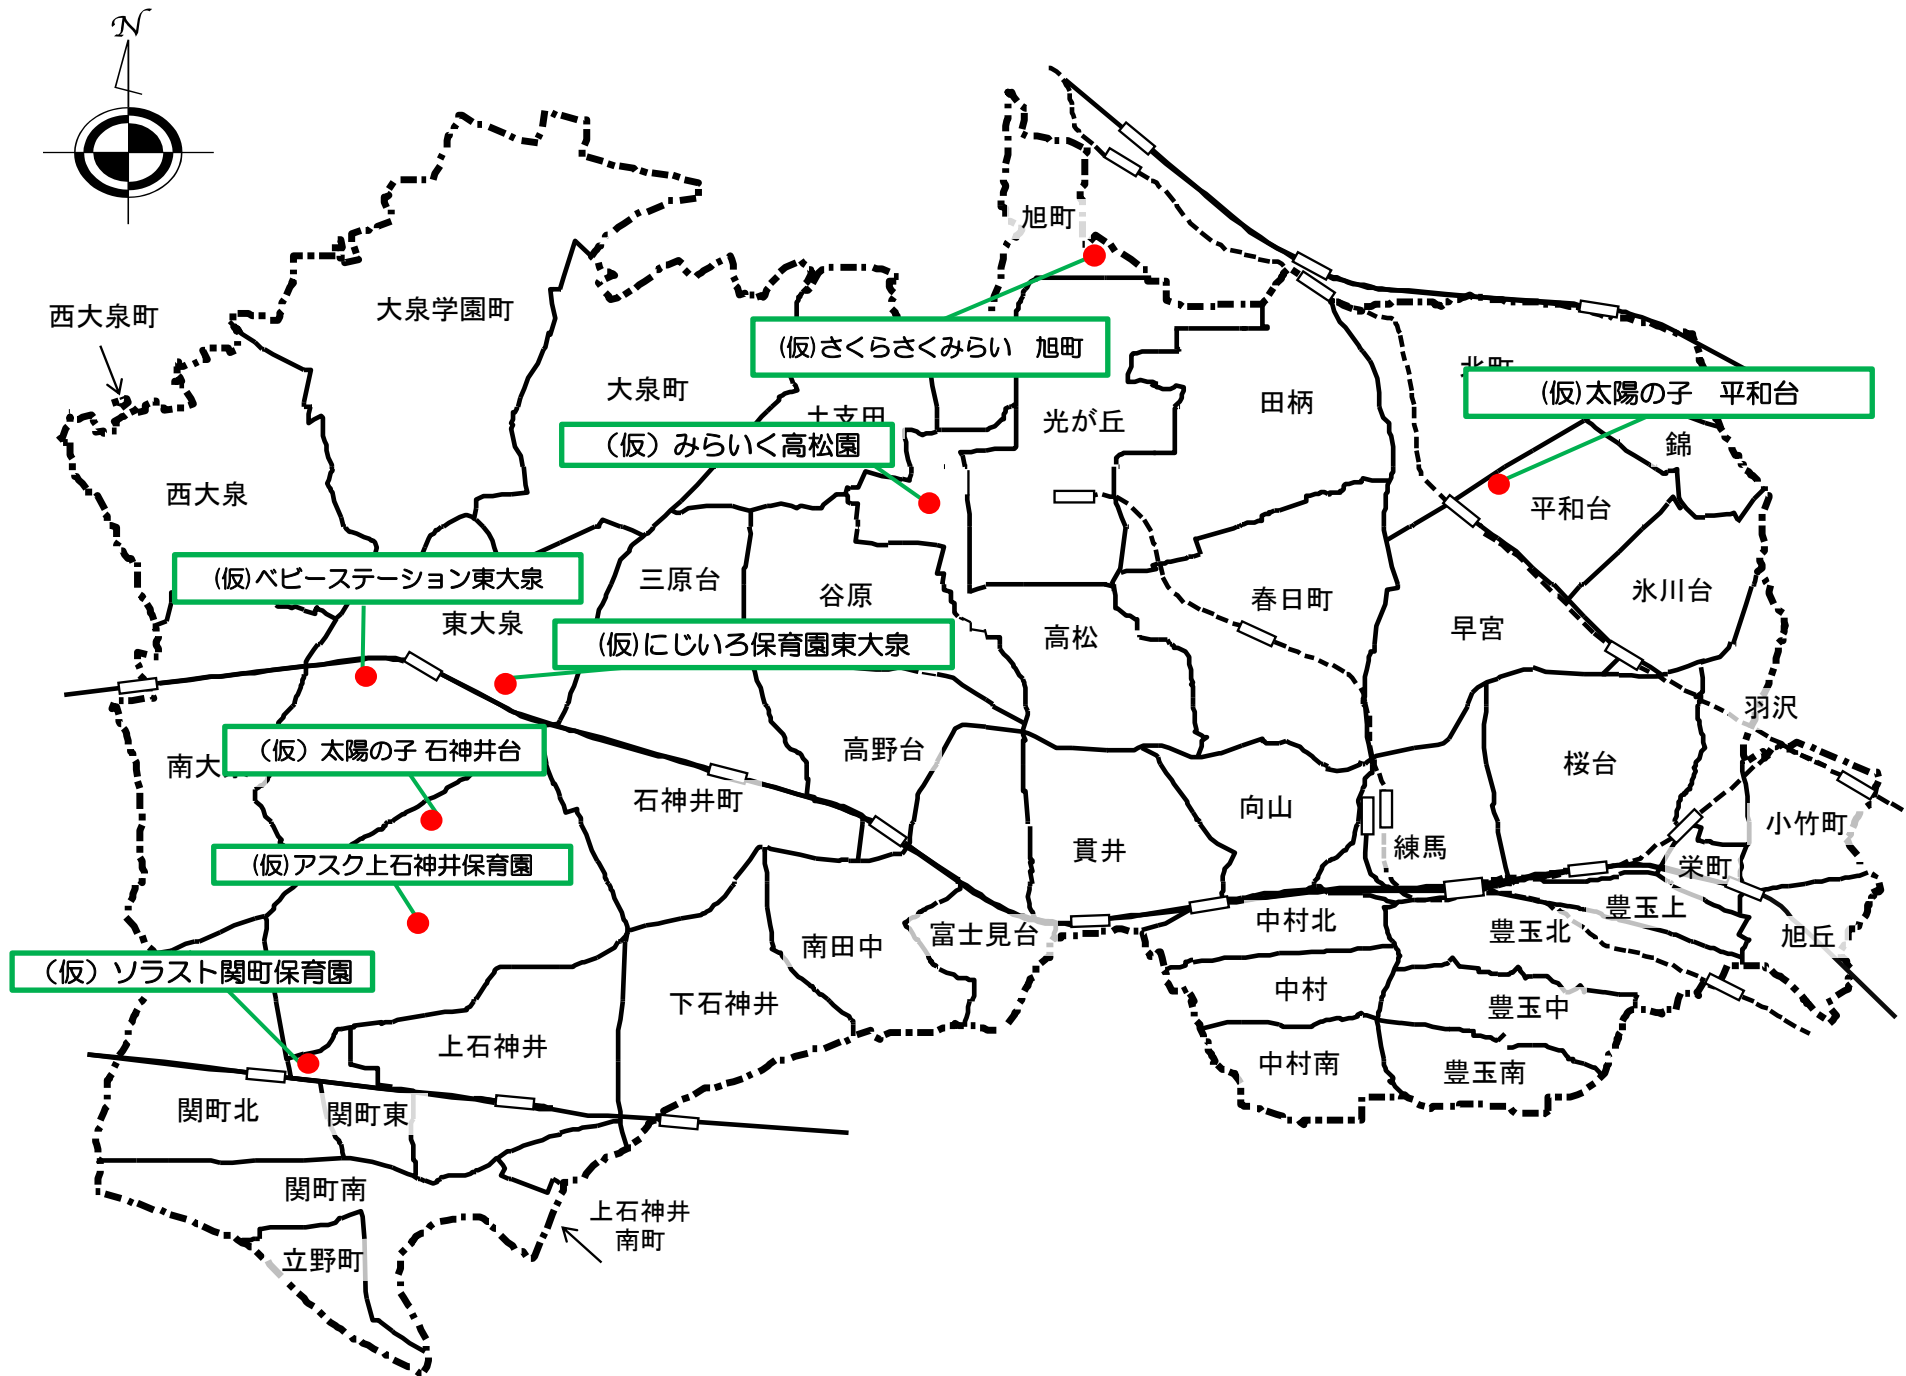 N
旭町
西大泉町
大泉学園町
(仮)さくらさくみらい　旭町
大泉町
土支田
光が丘
田柄
北町
(仮)太陽の子　平和台
(仮)みらいく高松園
錦
西大泉
平和台
(仮)ベビーステーション東大泉
三原台
谷原
春日町
氷川台
東大泉
(仮)にじいろ保育園東大泉
高松
早宮
羽沢
(仮)太陽の子 石神井台
南大
高野台
桜台
石神井町
向山
小竹町
貫井
練馬
(仮)アスク上石神井保育園
栄町
豊玉上
中村北
豊玉北
旭丘
南田中
富士見台
(仮)ソラスト関町保育園
下石神井
中村
豊玉中
上石神井
中村南
豊玉南
関町北
関町東
関町南
上石神井
南町
立野町